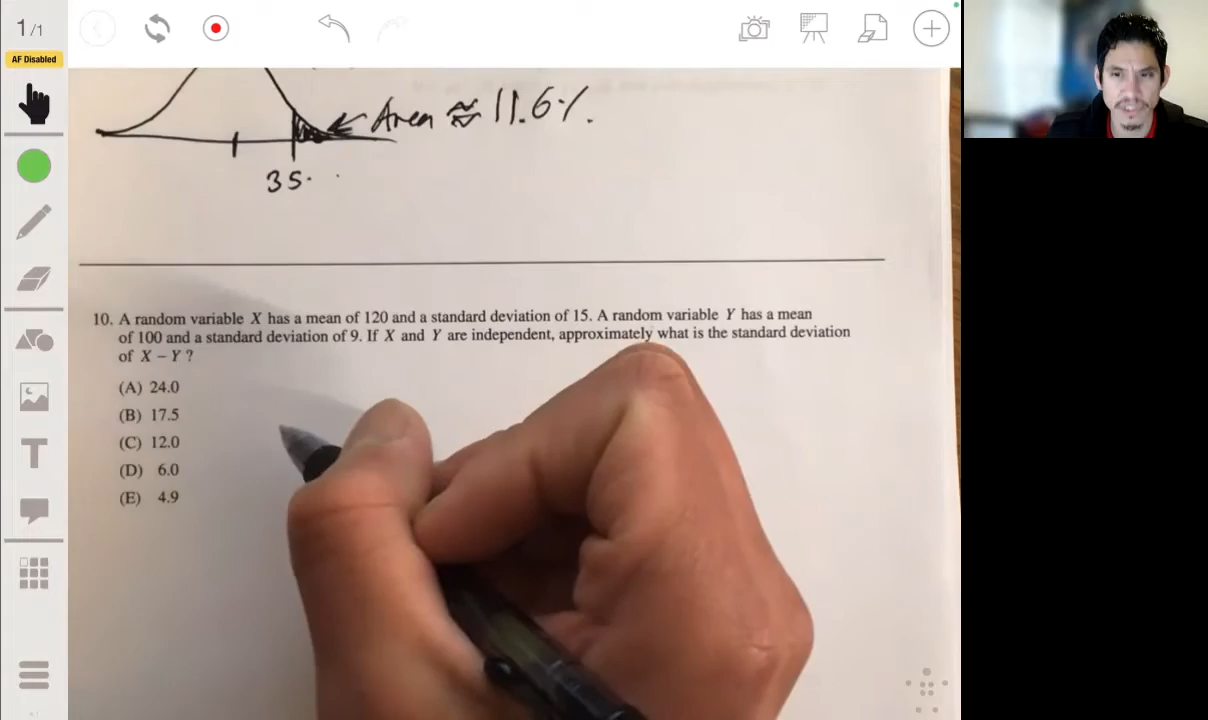 1/1
AF Disabled
Area ≈ 11.6%.
35.
10. A random variable X has a mean of 120 and a standard deviation of 15. A random variable Y has a mean
of 100 and a standard deviation of 9. If X and Y are independent, approximately what is the standard deviation
of X – Y ?
(A) 24.0
(B) 17.5
(C) 12.0
(D) 6.0
(E) 4.9
T